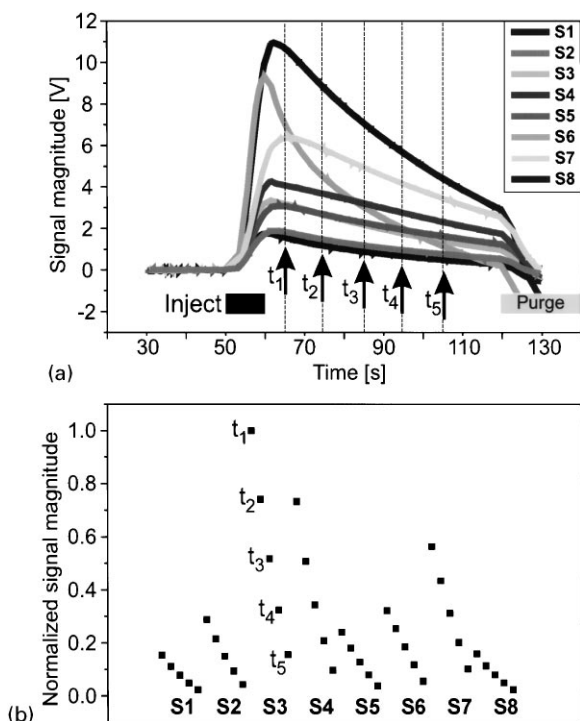 Signal magnitude [V]
12
10
8
6
4
2
0
-2
S1
S2
S3
S4
S5
S6
S7
S8
t1
t2
t3
t4
t5
Inject
Purge
30
50
70
90
110
130
Time [s]
(a)
Normalized signal magnitude
1.0
0.8
0.6
0.4
0.2
0.0
t1
t2
t3
t4
t5
S1 S2 S3 S4 S5 S6 S7 S8
(b)